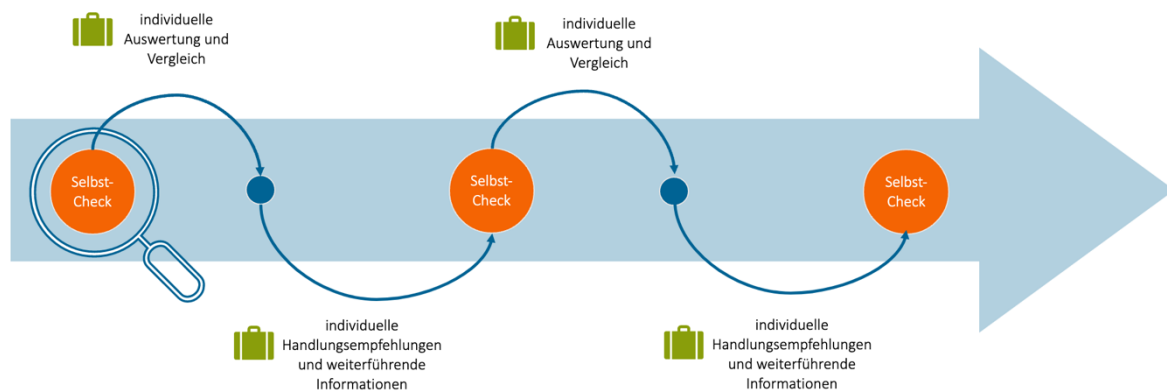 individuelle
Auswertung und
Vergleich
individuelle
Auswertung und
Vergleich
Selbst-
Check
Selbst-
Check
Selbst-
Check
individuelle
Handlungsempfehlungen
und weiterführende
Informationen
individuelle
Handlungsempfehlungen
und weiterführende
Informationen